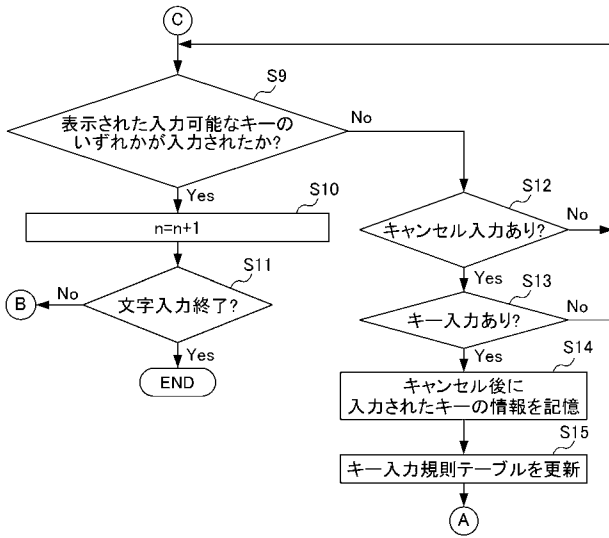 C
S9
表示された入力可能なキーの
いずれかが入力されたか?
No
Yes
S10
n=n+1
S11
文字入力終了?
No
B
Yes
END
S12
キャンセル入力あり?
No
Yes
S13
キー入力あり?
No
Yes
S14
キャンセル後に
入力されたキーの情報を記憶
S15
キー入力規則テーブルを更新
A